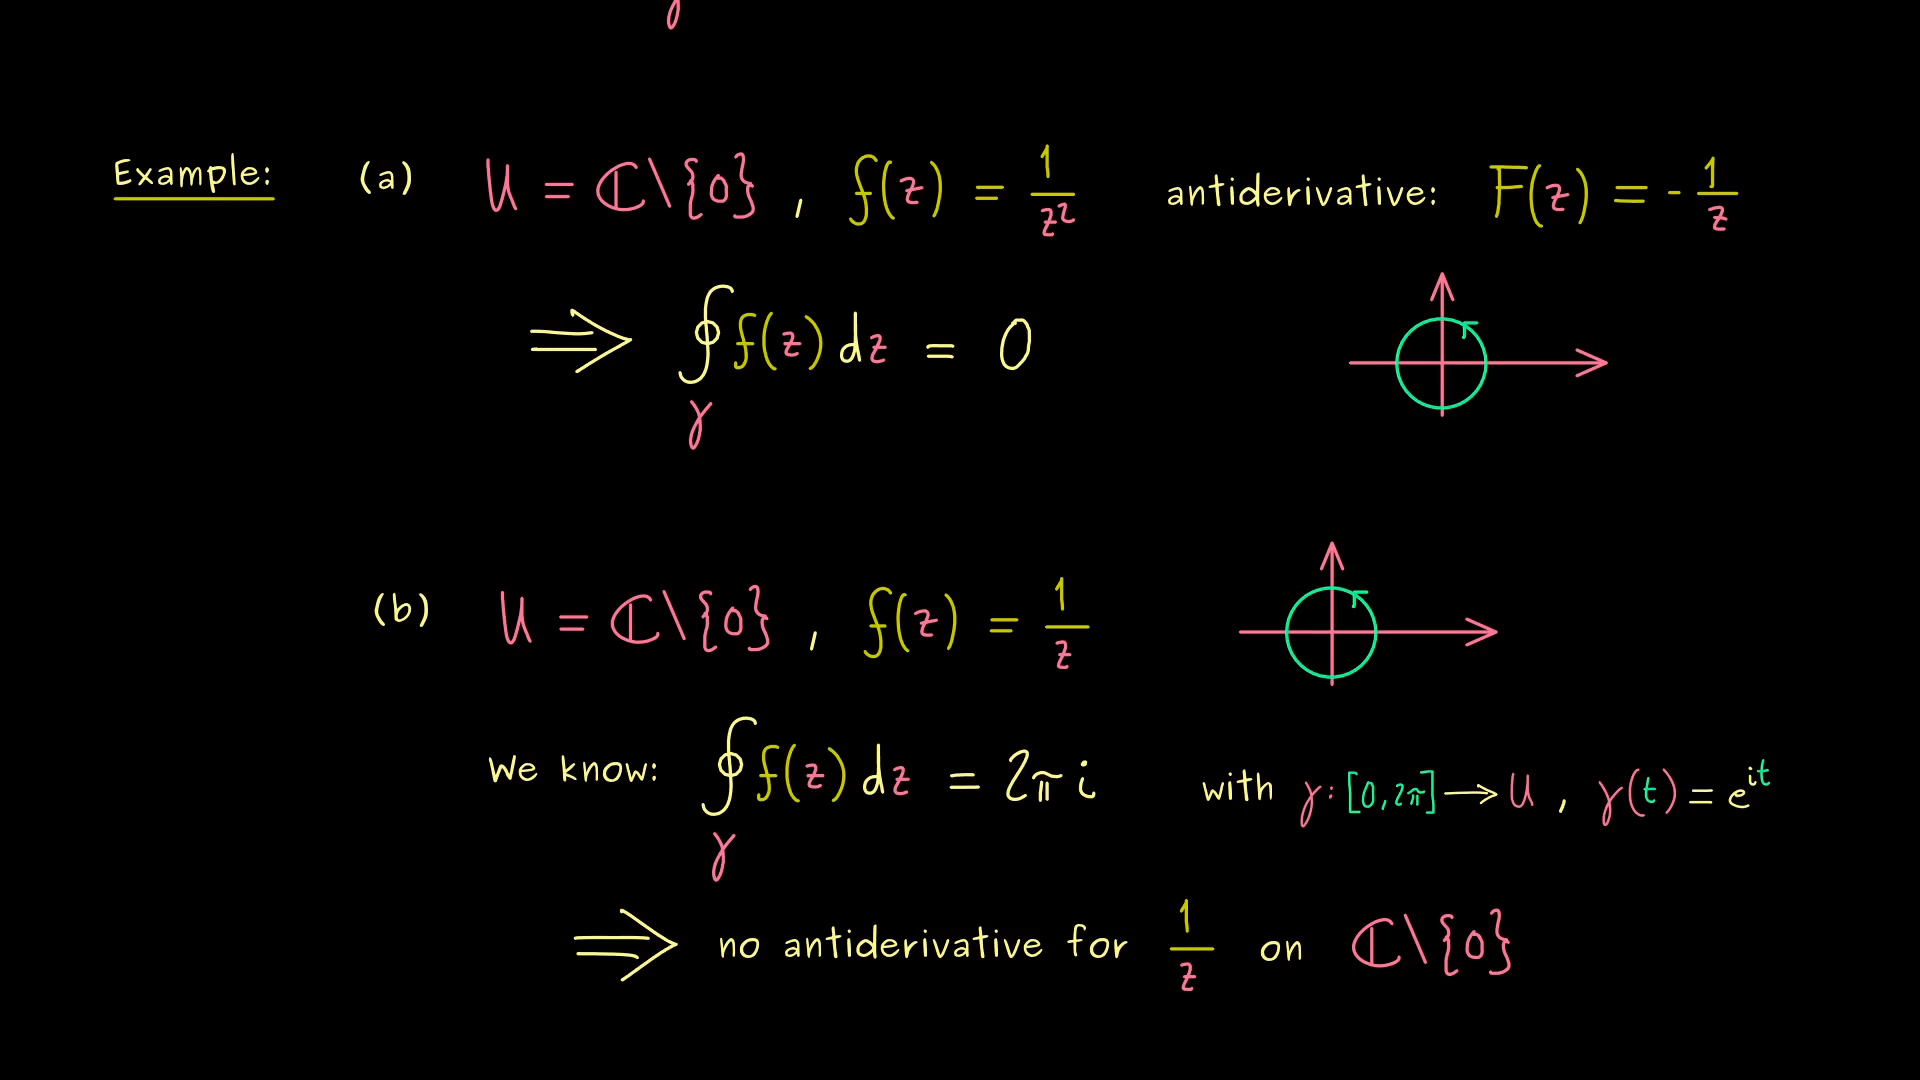 γ
Example: (a) U = ℂ\{0} , f(z) = 1/z² antiderivative: F(z) = - 1/z
⟹ ∮_γ f(z) dz = 0
(b) U = ℂ\{0} , f(z) = 1/z
We know: ∮_γ f(z) dz = 2πi with γ: [0, 2π] ⟶ U , γ(t) = e^{it}
⟹ no antiderivative for 1/z on ℂ\{0}